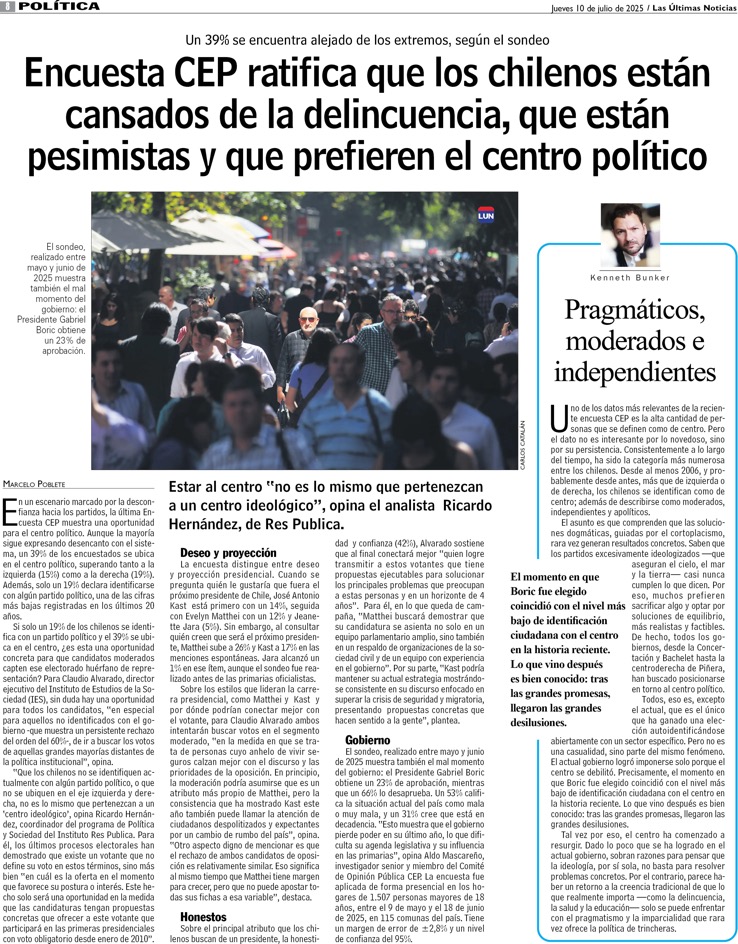 8 POLÍTICA
Jueves 10 de julio de 2025 / Las Últimas Noticias
Un 39% se encuentra alejado de los extremos, según el sondeo
Encuesta CEP ratifica que los chilenos están
cansados de la delincuencia, que están
pesimistas y que prefieren el centro político
El sondeo,
realizado entre
mayo y junio de
2025 muestra
también el mal
momento del
gobierno: el
Presidente Gabriel
Boric obtiene
un 23% de
aprobación.
LUN
CARLOS CATALAN
MARCELO POBLETE
En un escenario marcado por la descon-
fianza hacia los partidos, la última En-
cuesta CEP muestra una oportunidad
para el centro político. Aunque la mayoría
sigue expresando desencanto con el siste-
ma, un 39% de los encuestados se ubica
en el centro político, superando tanto a la
izquierda (15%) como a la derecha (19%).
Además, solo un 19% declara identificarse
con algún partido político, una de las cifras
más bajas registradas en los últimos 20
años.
Si solo un 19% de los chilenos se identi-
fica con un partido político y el 39% se ubi-
ca en el centro, ¿es esta una oportunidad
concreta para que candidatos moderados
capten ese electorado huérfano de repre-
sentación? Para Claudio Alvarado, director
ejecutivo del Instituto de Estudios de la So-
ciedad (IES), sin duda hay una oportunidad
para todos los candidatos, "en especial
para aquellos no identificados con el go-
bierno -que muestra un persistente rechazo
del orden del 60%-, de ir a buscar los votos
de aquellas grandes mayorías distantes de
la política institucional", opina.
"Que los chilenos no se identifiquen ac-
tualmente con algún partido político, o que
se ubiquen en el eje izquierda y derecha,
no es lo mismo que pertenezcan a un
'centro ideológico', opina Ricardo Hernán-
dez, coordinador del programa de Política
y Sociedad del Instituto Res Publica. Para
él, los últimos procesos electorales han
demostrado que existe un votante que no
define su voto en estos términos, sino más
bien "en cuál es la oferta en el momento
que favorece su postura o interés. Este he-
cho solo será una oportunidad en la medida
que las candidaturas tengan propuestas
concretas que ofrecer a este votante que
participará en las primeras presidenciales
con voto obligatorio desde enero de 2010".
Estar al centro "no es lo mismo que pertenezcan
a un centro ideológico", opina el analista Ricardo
Hernández, de Res Publica.
Deseo y proyección
La encuesta distingue entre deseo
y proyección presidencial. Cuando se
pregunta quién le gustaría que fuera el
próximo presidente de Chile, José Antonio
Kast está primero con un 14%, seguida
con Evelyn Matthei con un 12% y Jeane-
tte Jara (5%). Sin embargo, al consultar
quién creen que será el próximo presiden-
te, Matthei sube a 26% y Kast a 17% en las
menciones espontáneas. Jara alcanzó un
1% en ese ítem, aunque el sondeo fue rea-
lizado antes de las primarias oficialistas.
Sobre los estilos que lideran la carre-
ra presidencial, como Matthei y Kast y
por dónde podrían conectar mejor con
el votante, para Claudio Alvarado ambos
intentarán buscar votos en el segmento
moderado, "en la medida en que se tra-
ta de personas cuyo anhelo de vivir se-
guros calzan mejor con el discurso y las
prioridades de la oposición. En principio,
la moderación podría asumirse que es un
atributo más propio de Matthei, pero la
consistencia que ha mostrado Kast este
año también puede llamar la atención de
ciudadanos despolitizados y expectantes
por un cambio de rumbo del país", opina.
"Otro aspecto digno de mencionar es que
el rechazo de ambos candidatos de oposi-
ción es relativamente similar. Eso significa
al mismo tiempo que Matthei tiene margen
para crecer, pero que no puede apostar to-
das sus fichas a esa variable", destaca.
Honestos
Sobre el principal atributo que los chi-
lenos buscan de un presidente, la honesti-
dad y confianza (42%), Alvarado sostiene
que al final conectará mejor "quien logre
transmitir a estos votantes que tiene
propuestas ejecutables para solucionar
los principales problemas que preocupan
a estas personas y en un horizonte de 4
años". Para él, en lo que queda de cam-
paña, "Matthei buscará demostrar que
su candidatura se asienta no solo en un
equipo parlamentario amplio, sino también
en un respaldo de organizaciones de la so-
ciedad civil y de un equipo con experiencia
en el gobierno". Por su parte, "Kast podría
mantener su actual estrategia mostrándo-
se consistente en su discurso enfocado en
superar la crisis de seguridad y migratoria,
presentando propuestas concretas que
hacen sentido a la gente", plantea.
Gobierno
El sondeo, realizado entre mayo y junio
de 2025 muestra también el mal momento
del gobierno: el Presidente Gabriel Boric
obtiene un 23% de aprobación, mientras
que un 66% lo desaprueba. Un 53% califi-
ca la situación actual del país como mala
o muy mala, y un 31% cree que está en
decadencia. "Esto muestra que el gobierno
pierde poder en su último año, lo que difi-
culta su agenda legislativa y su influencia
en las primarias", opina Aldo Mascareño,
investigador senior y miembro del Comité
de Opinión Pública CEP. La encuesta fue
aplicada de forma presencial en los hoga-
res de 1.507 personas mayores de 18
años, entre el 9 de mayo y el 18 de junio
de 2025, en 115 comunas del país. Tiene
un margen de error de ±2,8% y un nivel
de confianza del 95%.
Kenneth Bunker
Pragmáticos,
moderados e
independientes
Uno de los datos más relevantes de la recien-
te encuesta CEP es la alta cantidad de per-
sonas que se definen como de centro. Pero
el dato no es interesante por lo novedoso, sino
por su persistencia. Consistentemente a lo largo
del tiempo, ha sido la categoría más numerosa
entre los chilenos. Desde al menos 2006, y pro-
bablemente desde antes, más que de izquierda o
de derecha, los chilenos se identifican como de
centro; además de describirse como moderados,
independientes y apolíticos.
El asunto es que comprenden que las solucio-
nes dogmáticas, guiadas por el cortoplacismo,
rara vez generan resultados concretos. Saben que
los partidos excesivamente ideologizados —que
aseguran el cielo, el mar
y la tierra— casi nunca
cumplen lo que dicen. Por
eso, muchos prefieren
sacrificar algo y optar por
soluciones de equilibrio,
más realistas y factibles.
De hecho, todos los go-
biernos, desde la Concer-
tación y Bachelet hasta la
centroderecha de Piñera,
han buscado posicionarse
en torno al centro político.
Todos, eso es, excepto
el actual, que es el único
que ha ganado una elec-
ción autoidentificándose
abiertamente con un sector específico. Pero no es
una casualidad, sino parte del mismo fenómeno.
El actual gobierno logró imponerse solo porque el
centro se debilitó. Precisamente, el momento en
que Boric fue elegido coincidió con el nivel más
bajo de identificación ciudadana con el centro en
la historia reciente. Lo que vino después es bien
conocido: tras las grandes promesas, llegaron las
grandes desilusiones.
Tal vez por eso, el centro ha comenzado a
resurgir. Dado lo poco que se ha logrado en el
actual gobierno, sobran razones para pensar que
la ideología, por sí sola, no basta para resolver
problemas concretos. Por el contrario, parece ha-
ber un retorno a la creencia tradicional de que lo
que realmente importa —como la delincuencia,
la salud y la educación— solo se puede enfrentar
con el pragmatismo y la imparcialidad que rara
vez ofrece la política de trincheras.
El momento en que
Boric fue elegido
coincidió con el nivel más
bajo de identificación
ciudadana con el centro
en la historia reciente.
Lo que vino después
es bien conocido: tras
las grandes promesas,
llegaron las grandes
desilusiones.